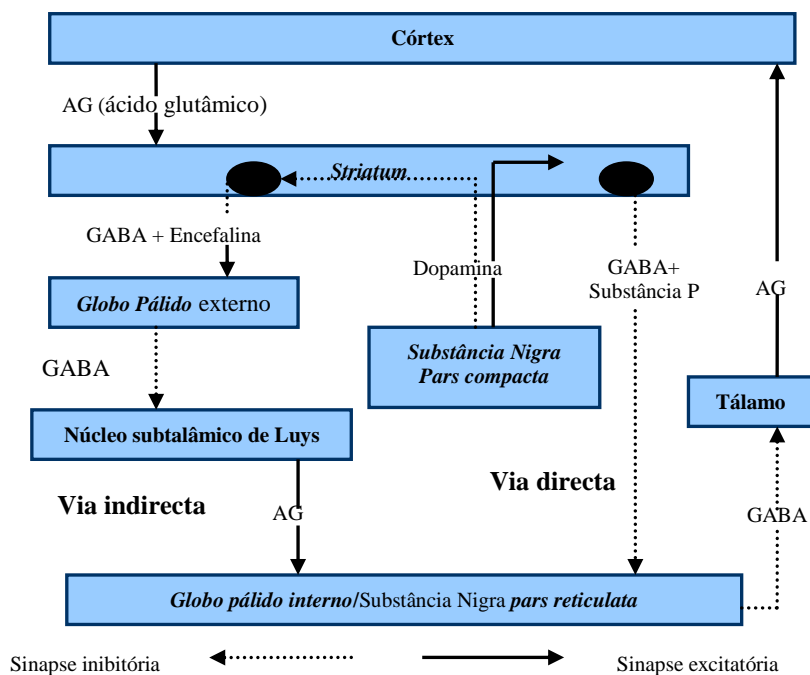 Córtex
AG (ácido glutâmico)
Striatum
GABA + Encefalina
Dopamina
GABA+
Substância P
AG
Globo Pálido externo
Substância Nigra
Pars compacta
GABA
Tálamo
Núcleo subtalâmico de Luys
Via indirecta
Via directa
AG
GABA
Globo pálido interno/Substância Nigra pars reticulata
Sinapse inibitória
Sinapse excitatória